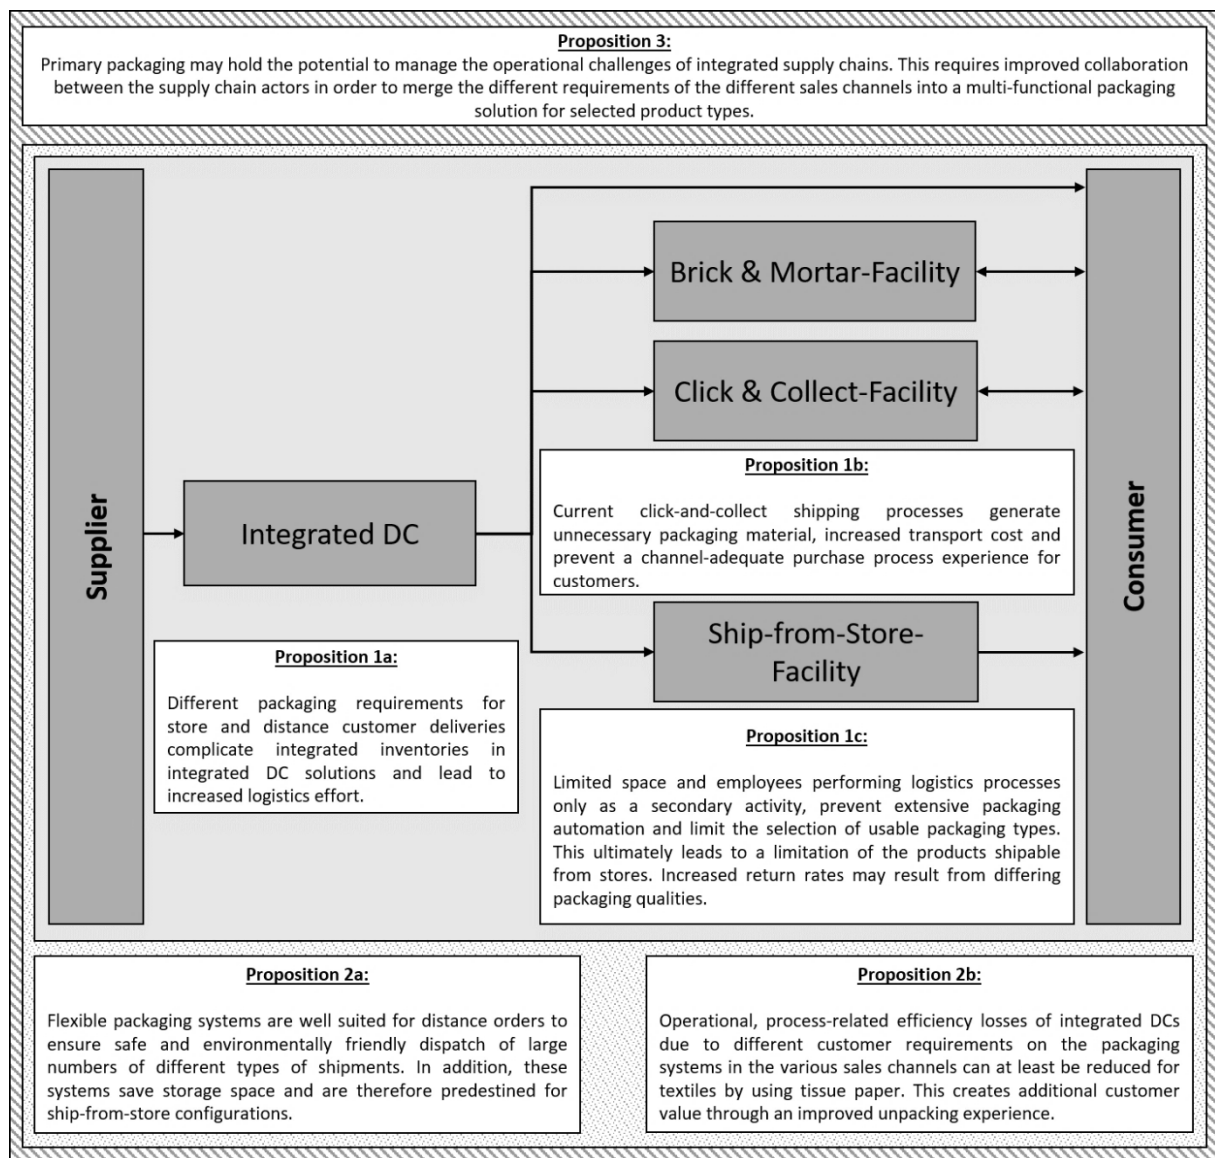 Proposition 3:
Primary packaging may hold the potential to manage the operational challenges of integrated supply chains. This requires improved collaboration
between the supply chain actors in order to merge the different requirements of the different sales channels into a multi-functional packaging
solution for selected product types.
Supplier
Integrated DC
Brick & Mortar-Facility
Click & Collect-Facility
Consumer
Proposition 1b:
Current click-and-collect shipping processes generate
unnecessary packaging material, increased transport cost and
prevent a channel-adequate purchase process experience for
customers.
Ship-from-Store-
Facility
Proposition 1a:
Different packaging requirements for
store and distance customer deliveries
complicate integrated inventories in
integrated DC solutions and lead to
increased logistics effort.
Proposition 1c:
Limited space and employees performing logistics processes
only as a secondary activity, prevent extensive packaging
automation and limit the selection of usable packaging types.
This ultimately leads to a limitation of the products shipable
from stores. Increased return rates may result from differing
packaging qualities.
Proposition 2a:
Flexible packaging systems are well suited for distance orders to
ensure safe and environmentally friendly dispatch of large
numbers of different types of shipments. In addition, these
systems save storage space and are therefore predestined for
ship-from-store configurations.
Proposition 2b:
Operational, process-related efficiency losses of integrated DCs
due to different customer requirements on the packaging
systems in the various sales channels can at least be reduced for
textiles by using tissue paper. This creates additional customer
value through an improved unpacking experience.